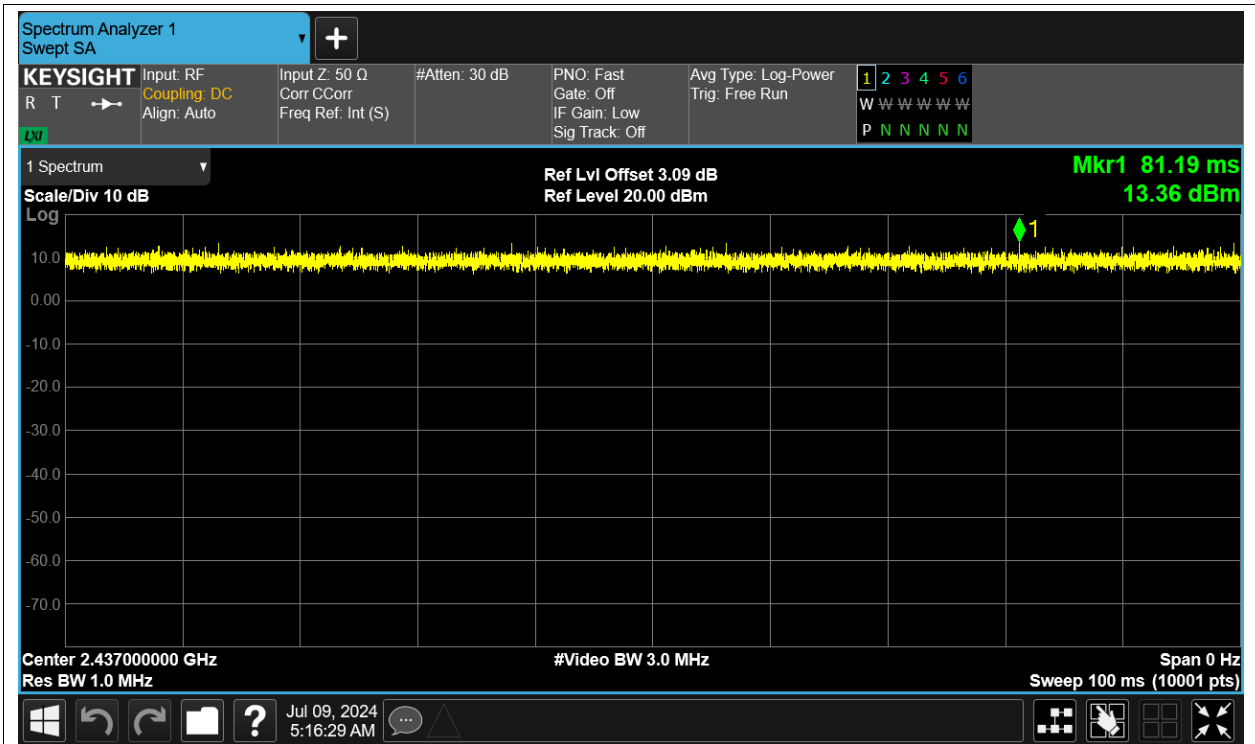 Spectrum Analyzer 1
Swept SA
KEYSIGHT
R T
LXI
Input: RF
Coupling: DC
Align: Auto
Input Z: 50 Ω
Corr CCorr
Freq Ref: Int (S)
#Atten: 30 dB
PNO: Fast
Gate: Off
IF Gain: Low
Sig Track: Off
Avg Type: Log-Power
Trig: Free Run
1 2 3 4 5 6
W W W W W W
P N N N N N
1 Spectrum
Scale/Div 10 dB
Ref Lvl Offset 3.09 dB
Ref Level 20.00 dBm
Mkr1 81.19 ms
13.36 dBm
Log
1
10.0
0.00
-10.0
-20.0
-30.0
-40.0
-50.0
-60.0
-70.0
Center 2.437000000 GHz
#Video BW 3.0 MHz
Span 0 Hz
Res BW 1.0 MHz
Sweep 100 ms (10001 pts)
?
Jul 09, 2024
5:16:29 AM